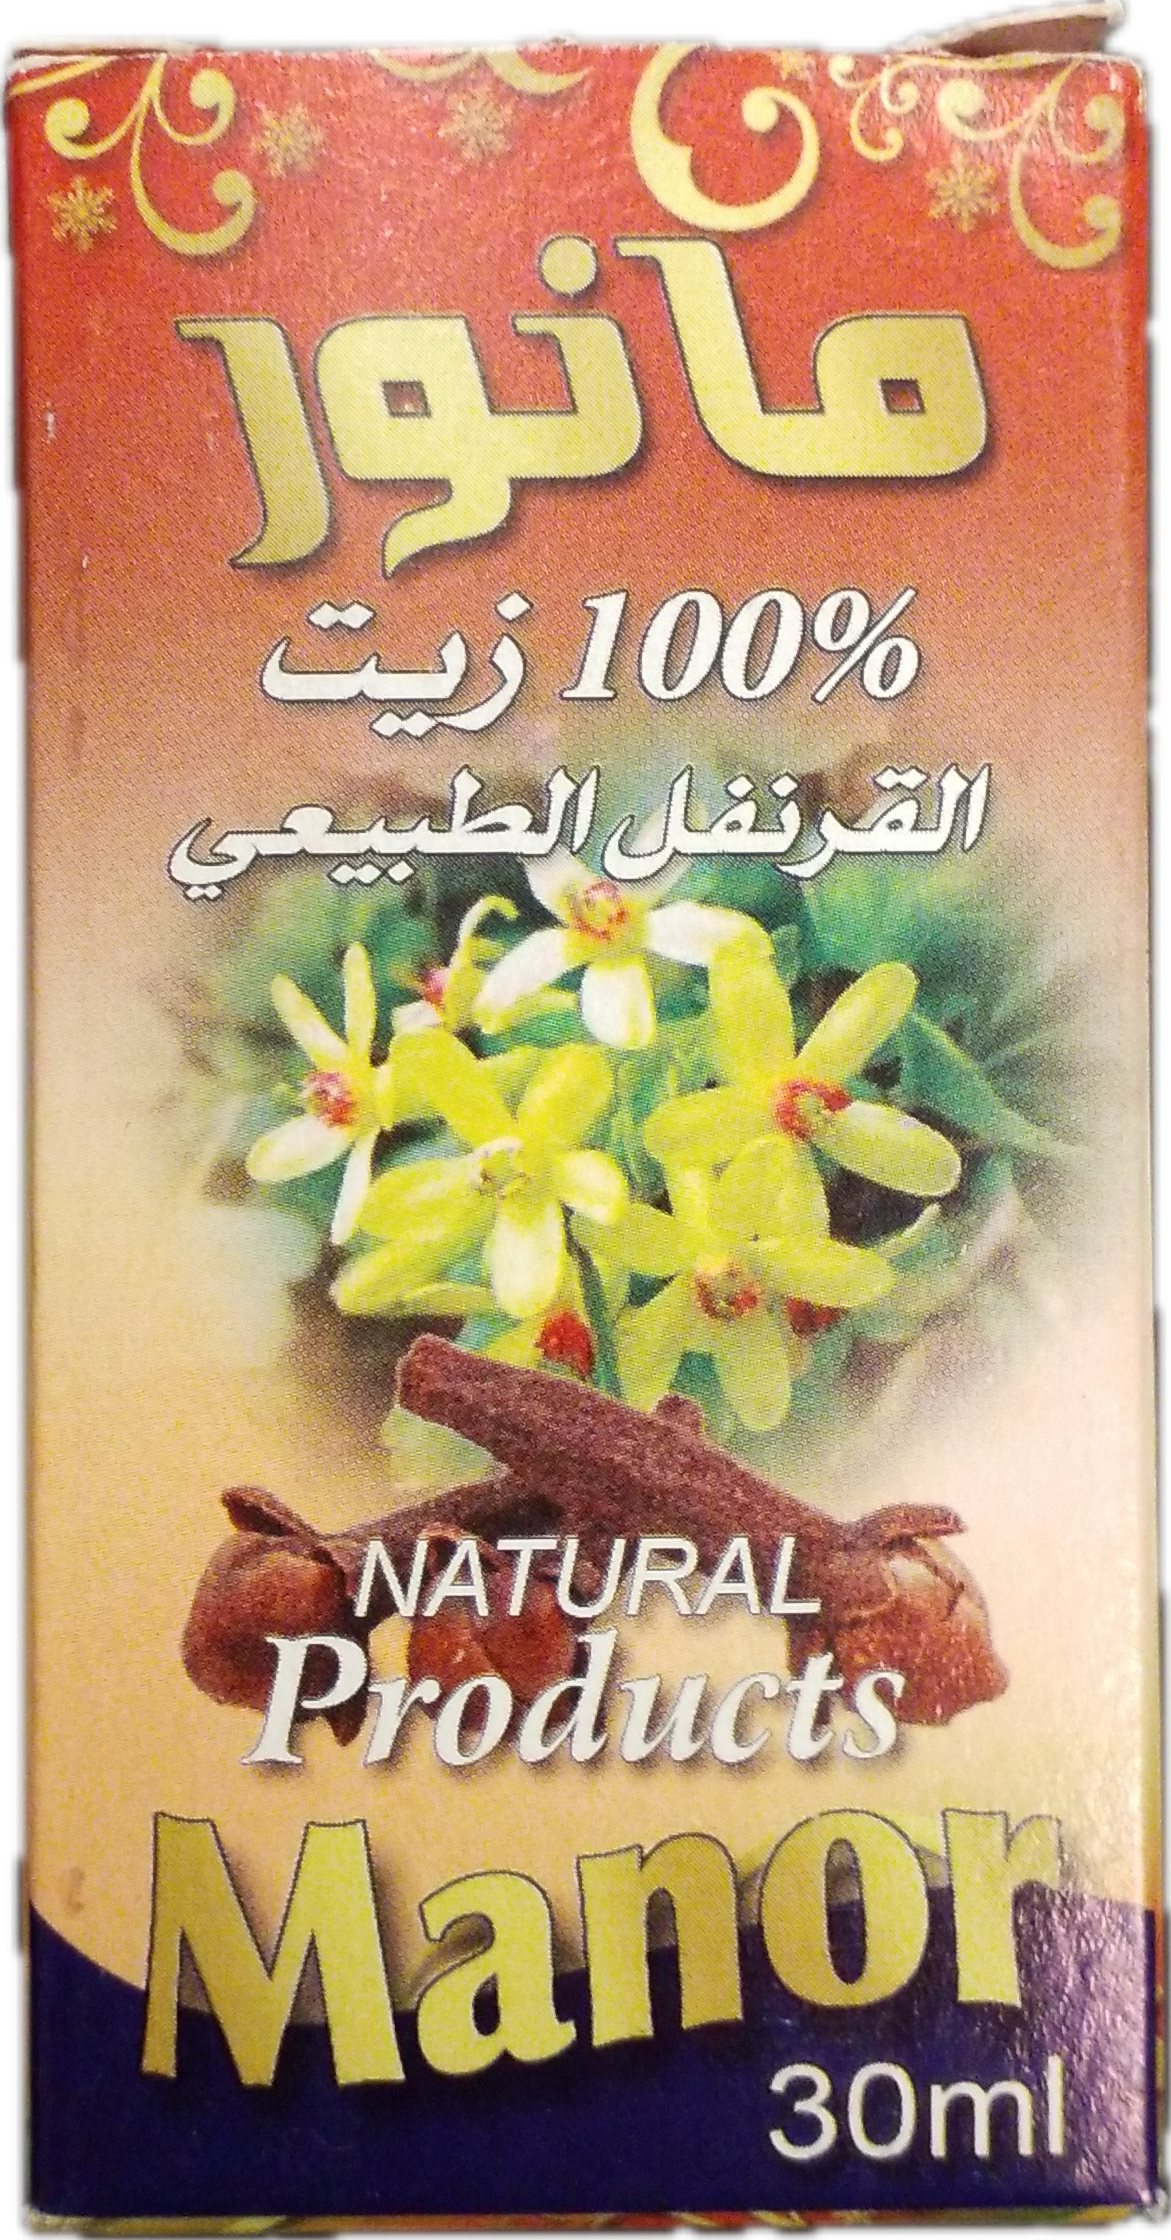 مانور
100% زيت
القرنفل الطبيعي
NATURAL
Products
Manor
30ml